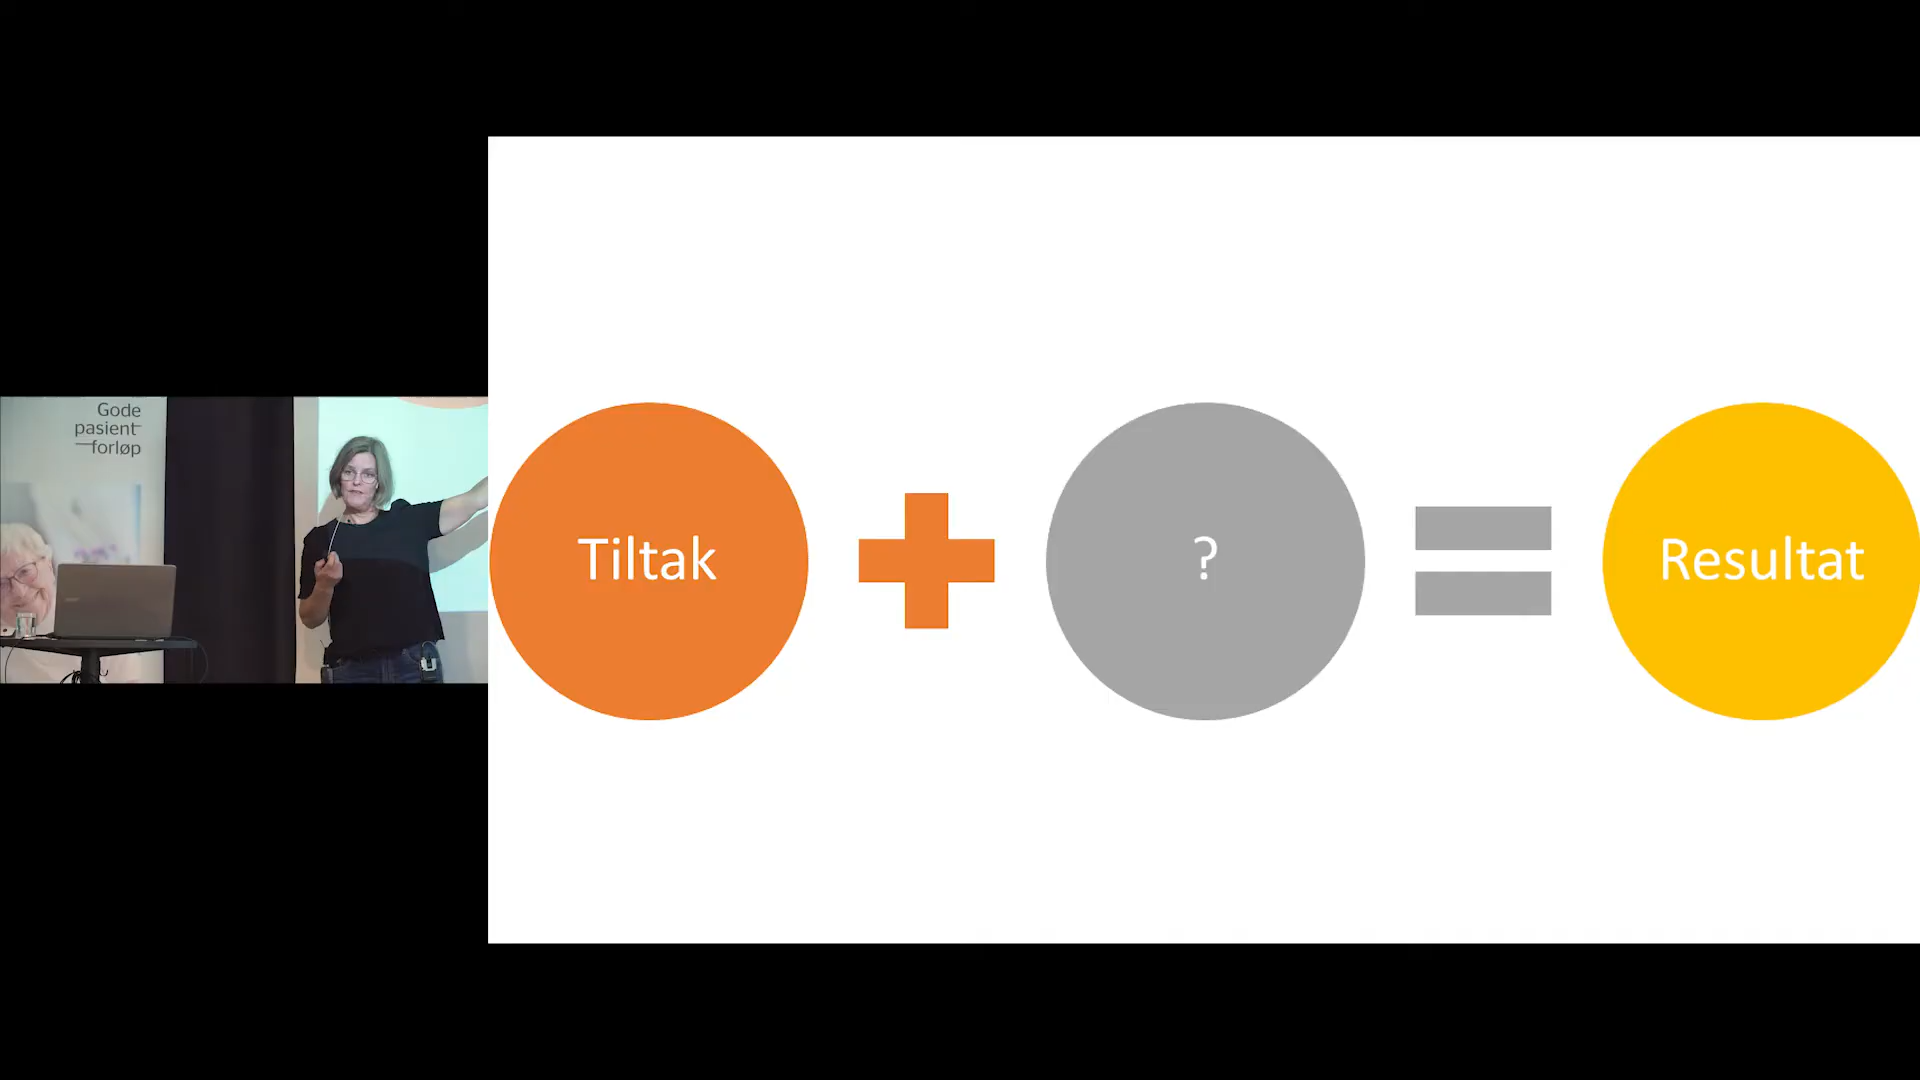 Gode
pasient-
forløp
Tiltak
?
Resultat